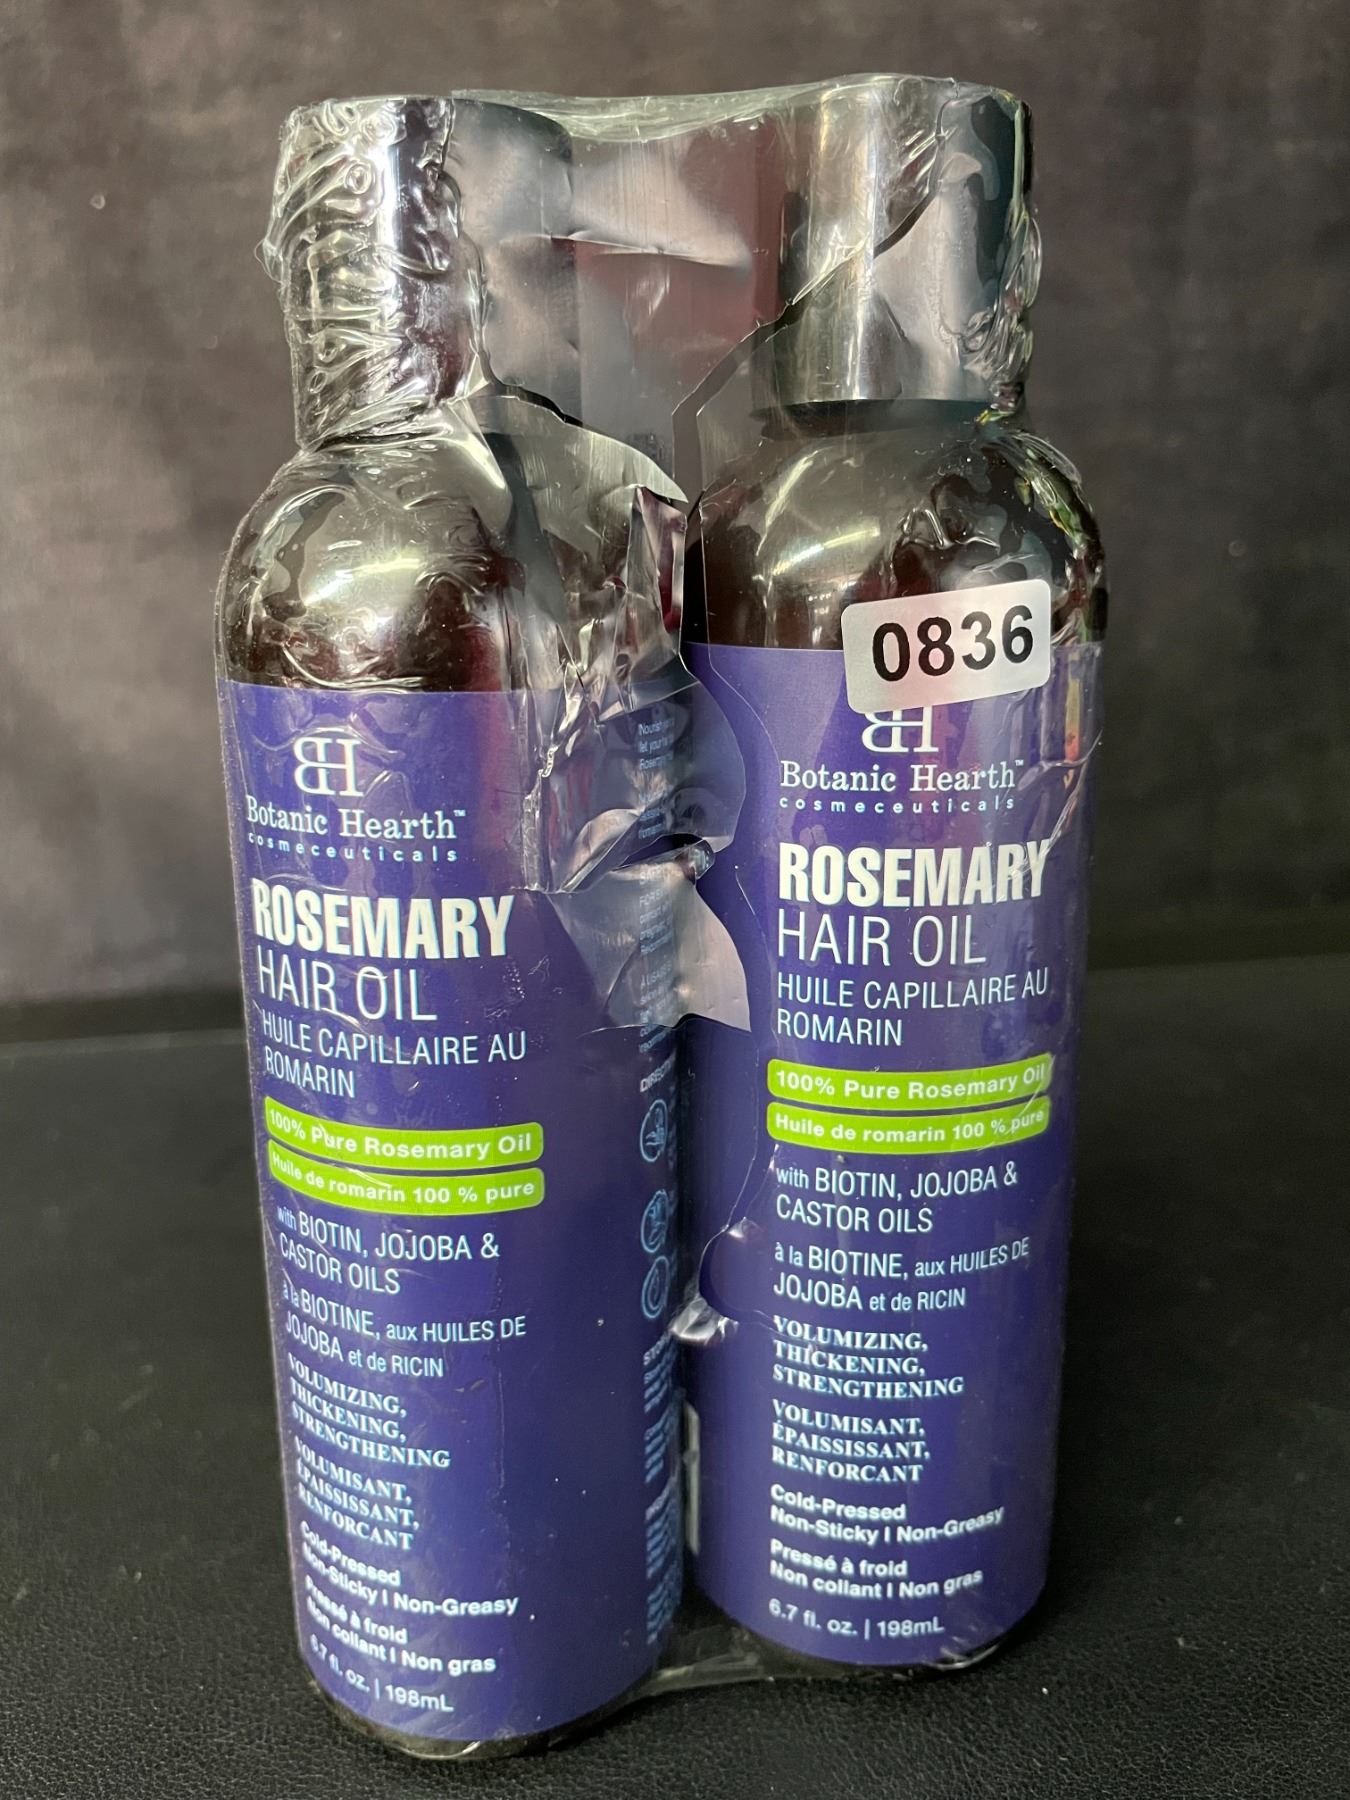 BH
Botanic Hearth™
cosmeceuticals
ROSEMARY
HAIR OIL
HUILE CAPILLAIRE AU
ROMARIN
100% Pure Rosemary Oil
Huile de romarin 100 % pure
with BIOTIN, JOJOBA &
CASTOR OILS
à la BIOTINE, aux HUILES DE
JOJOBA et de RICIN
VOLUMIZING,
THICKENING,
STRENGTHENING
VOLUMISANT,
ÉPAISSISSANT,
RENFORCANT
Cold-Pressed
Non-Sticky | Non-Greasy
Pressé à froid
Non collant | Non gras
6.7 fl. oz. | 198mL
0836
BH
Botanic Hearth™
cosmeceuticals
ROSEMARY
HAIR OIL
HUILE CAPILLAIRE AU
ROMARIN
100% Pure Rosemary Oil
Huile de romarin 100 % pure
with BIOTIN, JOJOBA &
CASTOR OILS
à la BIOTINE, aux HUILES DE
JOJOBA et de RICIN
VOLUMIZING,
THICKENING,
STRENGTHENING
VOLUMISANT,
ÉPAISSISSANT,
RENFORCANT
Cold-Pressed
Non-Sticky | Non-Greasy
Pressé à froid
Non collant | Non gras
6.7 fl. oz. | 198mL